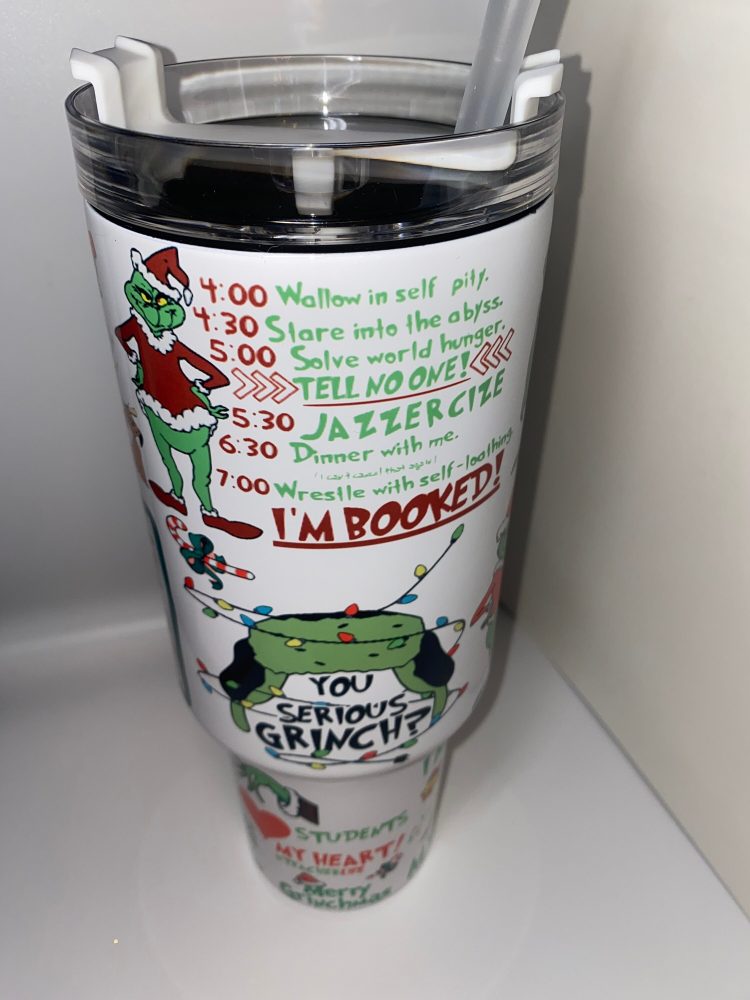 4:00 Wallow in self pity.
4:30 Stare into the abyss.
5:00 Solve world hunger.
TELL NO ONE!
5:30 JAZZERCIZE
6:30 Dinner with me.
7:00 Wrestle with self-loathing
I'M BOOKED!
YOU
SERIOUS
GRINCH?
STUDENTS
MY HEART!
Merry
Grinchmas